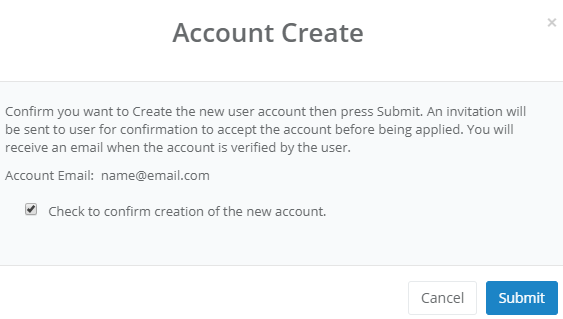 Account Create
×
Confirm you want to Create the new user account then press Submit. An invitation will
be sent to user for confirmation to accept the account before being applied. You will
receive an email when the account is verified by the user.
Account Email: name@email.com
Check to confirm creation of the new account.
Cancel Submit